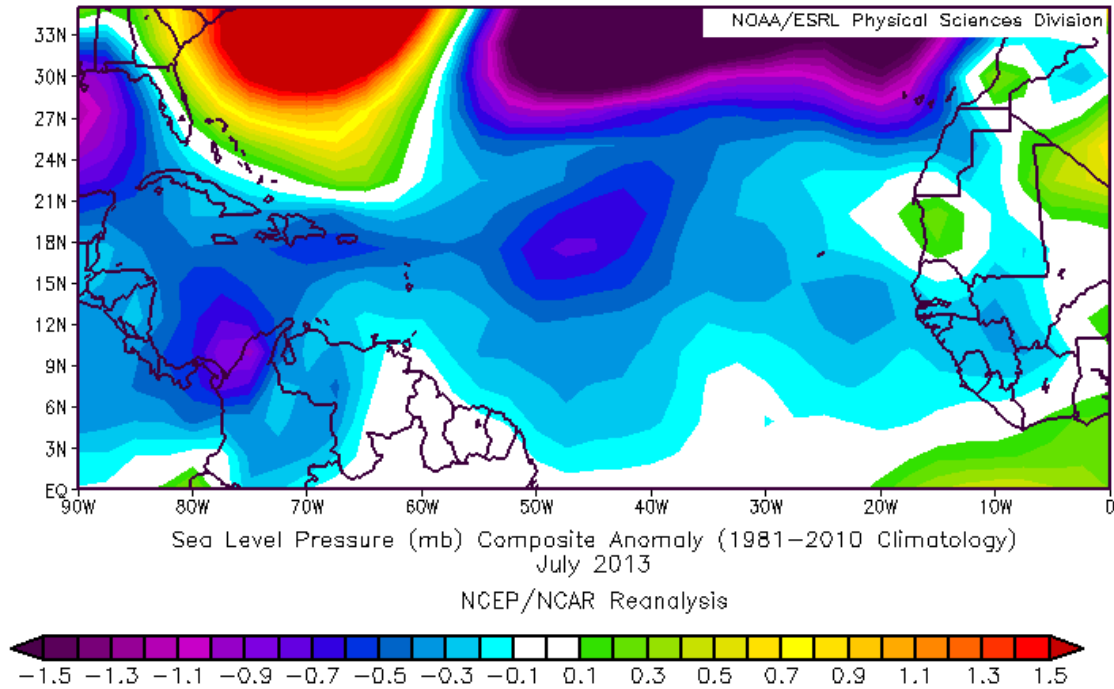 NOAA/ESRL Physical Sciences Division
33N
30N
27N
24N
21N
18N
15N
12N
9N
6N
3N
EQ
90W 80W 70W 60W 50W 40W 30W 20W 10W 0
Sea Level Pressure (mb) Composite Anomaly (1981-2010 Climatology)
July 2013
NCEP/NCAR Reanalysis
-1.5 -1.3 -1.1 -0.9 -0.7 -0.5 -0.3 -0.1 0.1 0.3 0.5 0.7 0.9 1.1 1.3 1.5